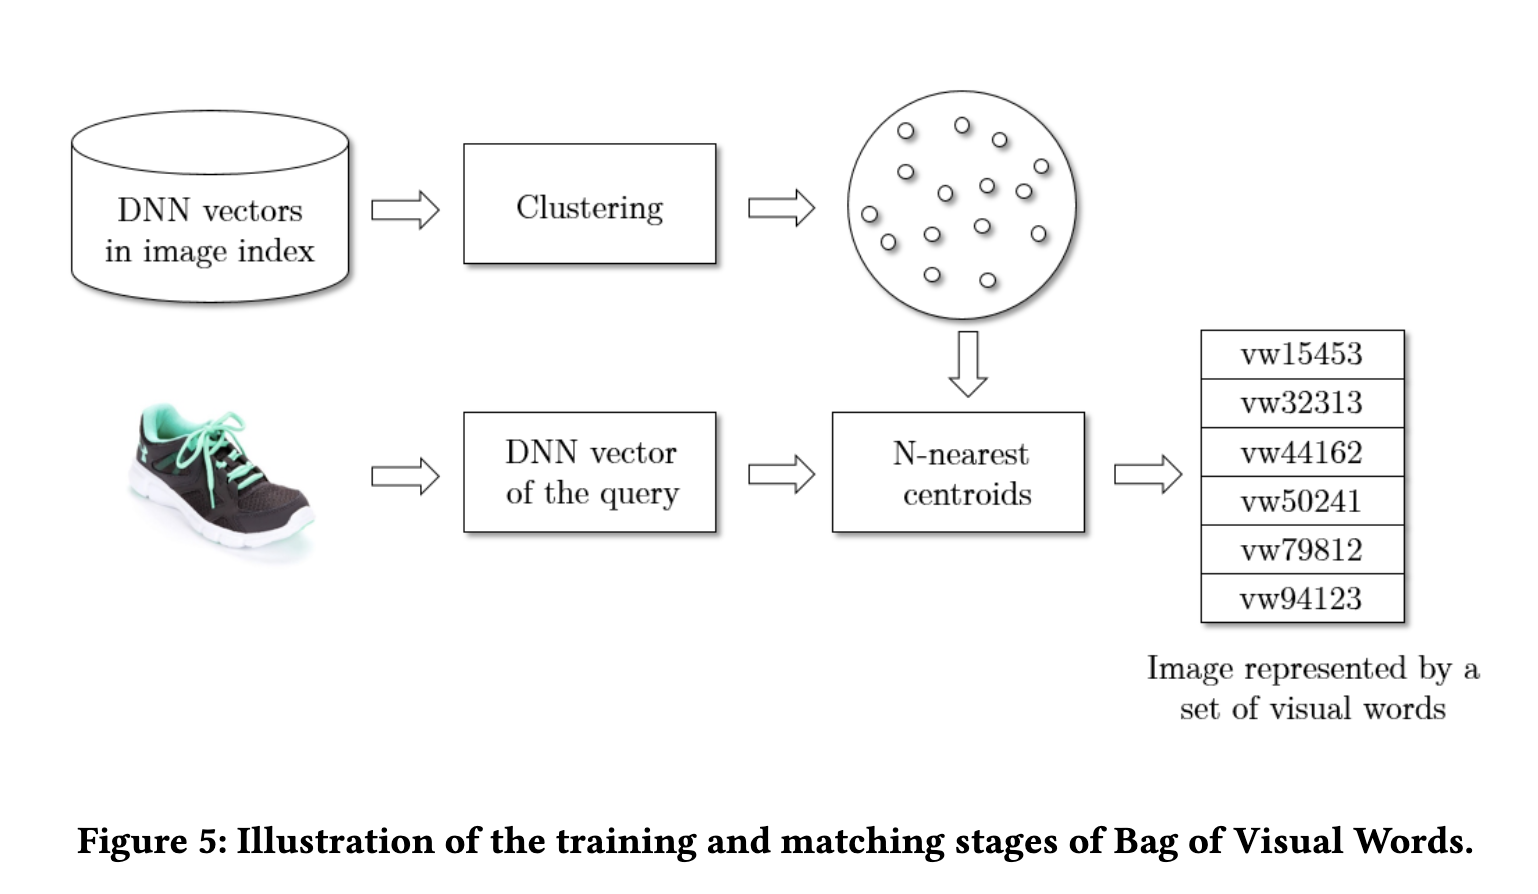 DNN vectors
in image index
Clustering
DNN vector
of the query
N-nearest
centroids
vw15453
vw32313
vw44162
vw50241
vw79812
vw94123
Image represented by a
set of visual words
Figure 5: Illustration of the training and matching stages of Bag of Visual Words.